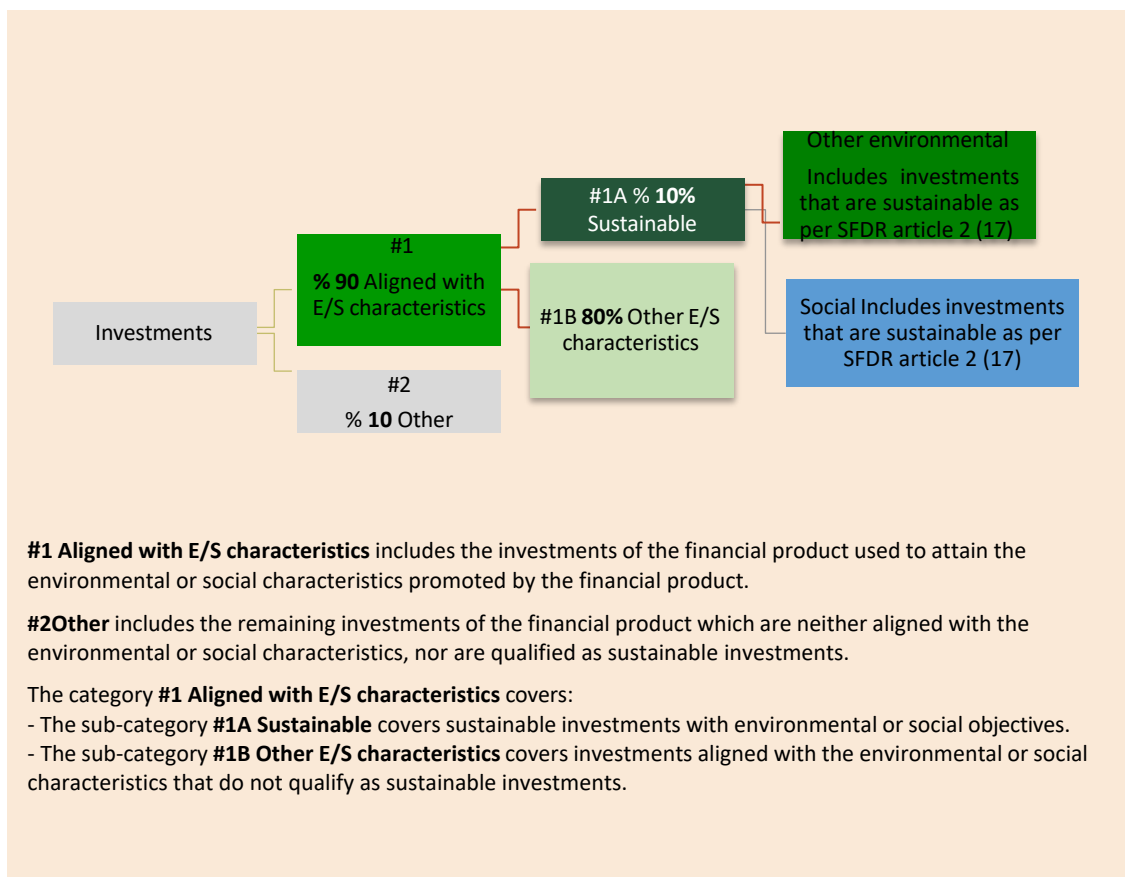 Investments
#1
% 90 Aligned with
E/S characteristics
#2
% 10 Other
#1A % 10%
Sustainable
#1B 80% Other E/S
characteristics
Other environmental
Includes investments
that are sustainable as
per SFDR article 2 (17)
Social Includes investments
that are sustainable as per
SFDR article 2 (17)
#1 Aligned with E/S characteristics includes the investments of the financial product used to attain the
environmental or social characteristics promoted by the financial product.
#2Other includes the remaining investments of the financial product which are neither aligned with the
environmental or social characteristics, nor are qualified as sustainable investments.
The category #1 Aligned with E/S characteristics covers:
- The sub-category #1A Sustainable covers sustainable investments with environmental or social objectives.
- The sub-category #1B Other E/S characteristics covers investments aligned with the environmental or social
characteristics that do not qualify as sustainable investments.